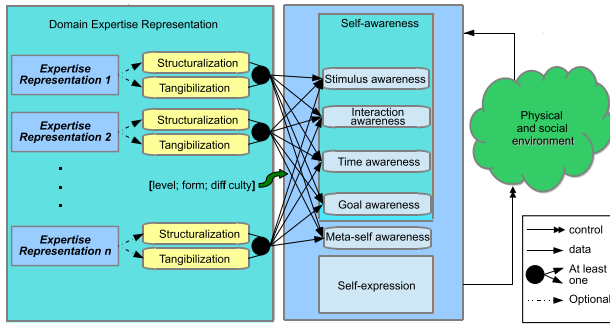 Domain Expertise Representation
Expertise
Representation 1
Structuralization
Tangibilization
Expertise
Representation 2
Structuralization
Tangibilization
[level; form; diff culty]
Expertise
Representation n
Structuralization
Tangibilization
Self-awareness
Stimulus awareness
Interaction
awareness
Time awareness
Goal awareness
Meta-self awareness
Self-expression
Physical
and social
environment
control
data
At least
one
Optional